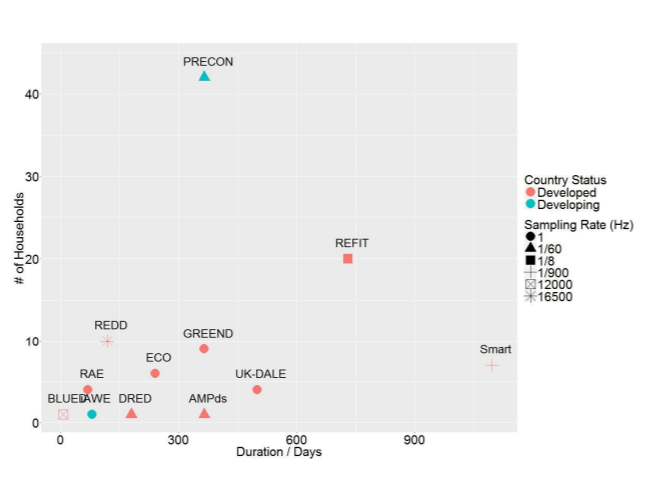 PRECON
40
30
# of Households
REFIT
20
REDD
GREEND
10
Smart
ECO
RAE
UK-DALE
BLUED
AWE
DRED
AMPds
0
0
300
600
900
Duration / Days
Country Status
Developed
Developing
Sampling Rate (Hz)
1
1/60
1/8
1/900
12000
16500